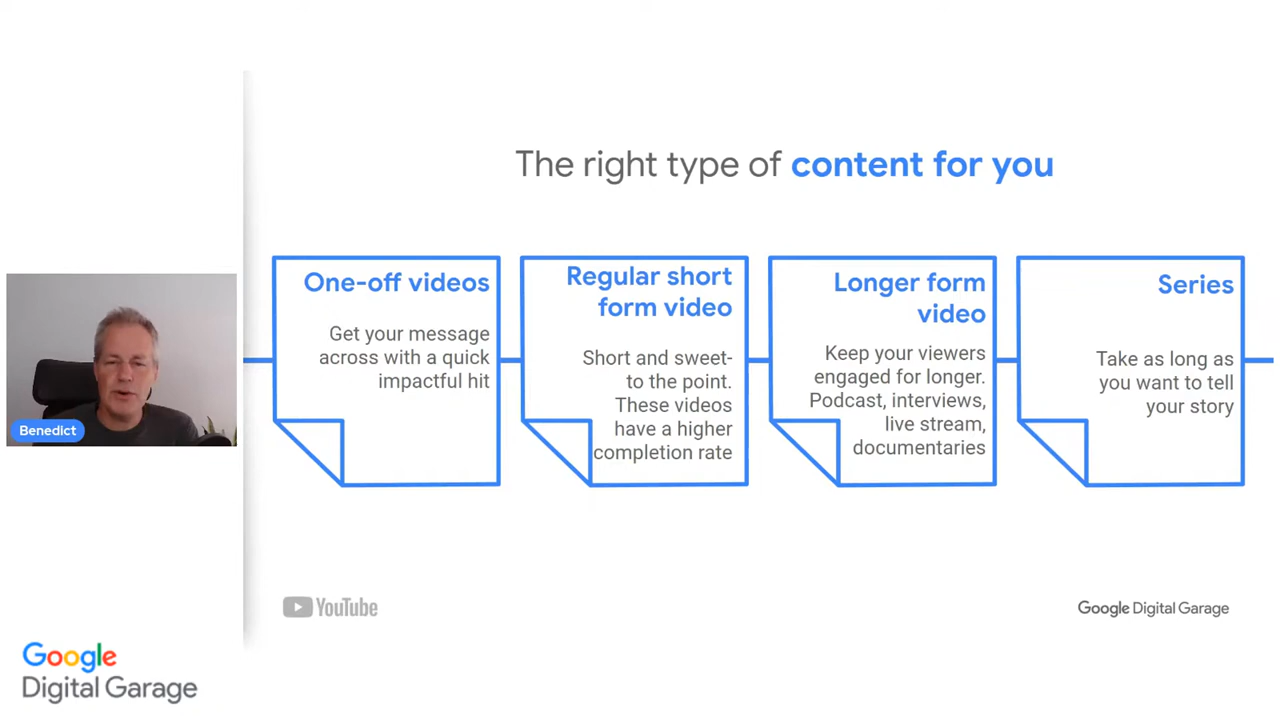 The right type of content for you
One-off videos
Get your message
across with a quick
impactful hit
Regular short
form video
Short and sweet-
to the point.
These videos
have a higher
completion rate
Longer form
video
Keep your viewers
engaged for longer.
Podcast, interviews,
live stream,
documentaries
Series
Take as long as
you want to tell
your story
Benedict
YouTube
Google Digital Garage
Google
Digital Garage